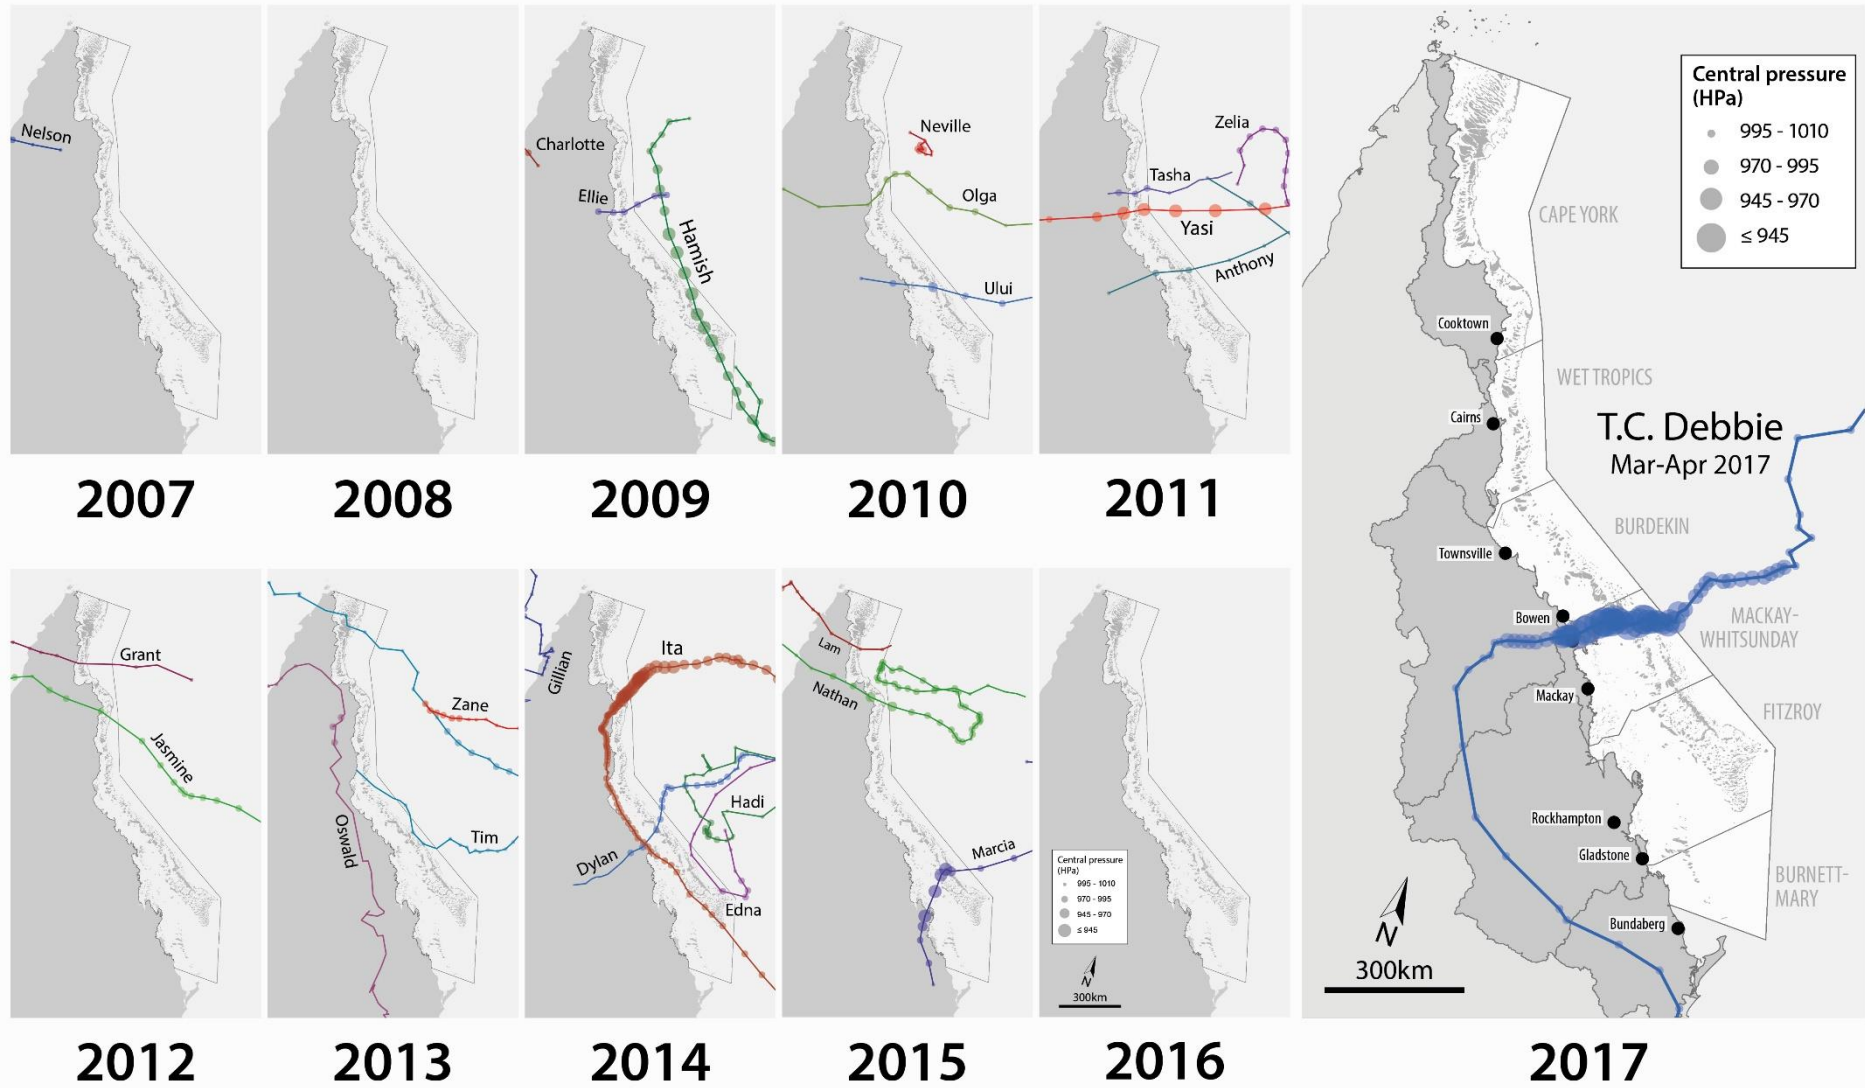 Nelson
2007
2008
Charlotte
Ellie
Hamish
2009
Neville
Olga
Ului
2010
Zelia
Tasha
Yasi
Anthony
2011
Grant
Jasmine
2012
Zane
Oswald
Tim
2013
Gillian
Ita
Hadi
Dylan
Edna
2014
Lam
Nathan
Marcia
2015
Central pressure
(HPa)
995 - 1010
970 - 995
945 - 970
≤ 945
N
300km
2016
Central pressure
(HPa)
995 - 1010
970 - 995
945 - 970
≤ 945
CAPE YORK
Cooktown
WET TROPICS
Cairns
T.C. Debbie
Mar-Apr 2017
BURDEKIN
Townsville
Bowen
MACKAY-
WHITSUNDAY
Mackay
FITZROY
Rockhampton
Gladstone
BURNETT-
MARY
Bundaberg
N
300km
2017